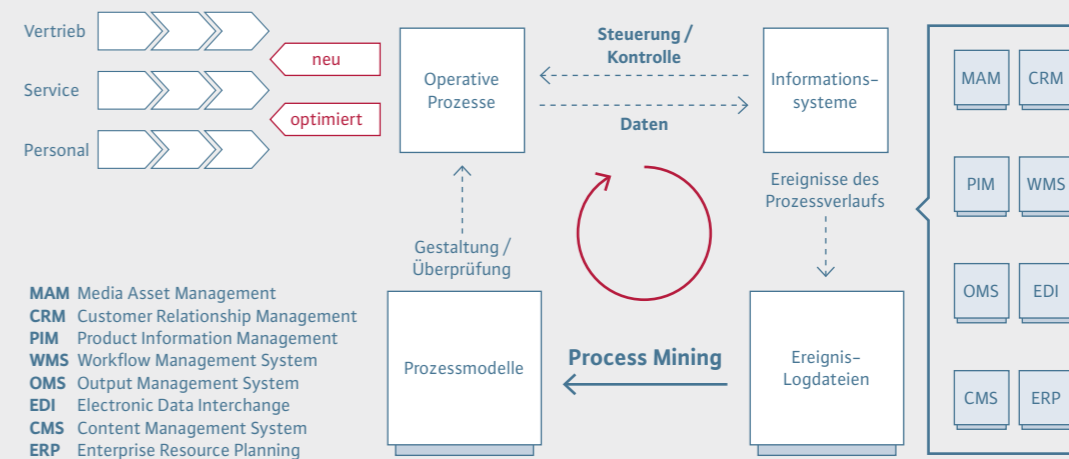 Vertrieb
Service
Personal
neu
optimiert
Operative
Prozesse
Steuerung /
Kontrolle
Daten
Informations–
systeme
Ereignisse des
Prozessverlaufs
Gestaltung /
Überprüfung
Prozessmodelle
Process Mining
Ereignis–
Logdateien
MAM CRM
PIM WMS
OMS EDI
CMS ERP
MAM Media Asset Management
CRM Customer Relationship Management
PIM Product Information Management
WMS Workflow Management System
OMS Output Management System
EDI Electronic Data Interchange
CMS Content Management System
ERP Enterprise Resource Planning